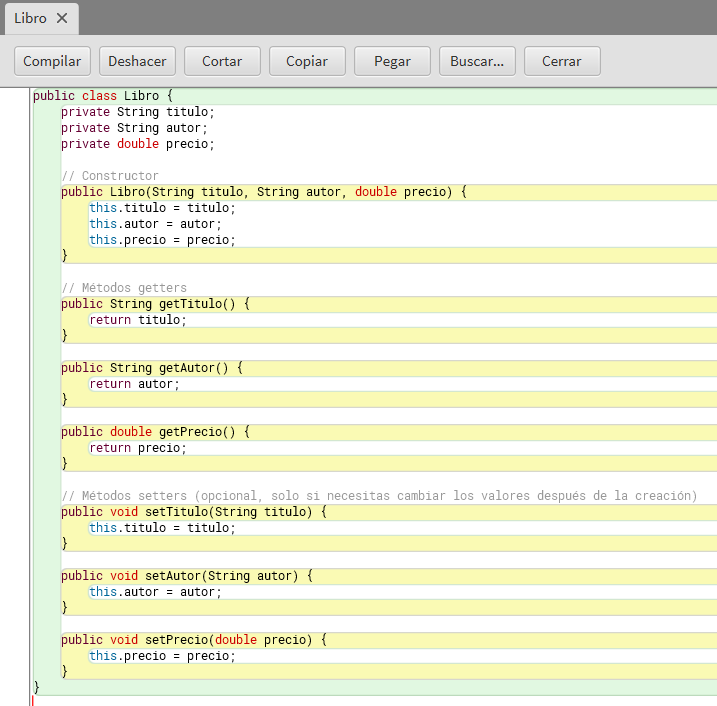 Libro ✕
Compilar Deshacer Cortar Copiar Pegar Buscar... Cerrar
public class Libro {
    private String titulo;
    private String autor;
    private double precio;

    // Constructor
    public Libro(String titulo, String autor, double precio) {
        this.titulo = titulo;
        this.autor = autor;
        this.precio = precio;
    }

    // Métodos getters
    public String getTitulo() {
        return titulo;
    }

    public String getAutor() {
        return autor;
    }

    public double getPrecio() {
        return precio;
    }

    // Métodos setters (opcional, solo si necesitas cambiar los valores después de la creación)
    public void setTitulo(String titulo) {
        this.titulo = titulo;
    }

    public void setAutor(String autor) {
        this.autor = autor;
    }

    public void setPrecio(double precio) {
        this.precio = precio;
    }
}